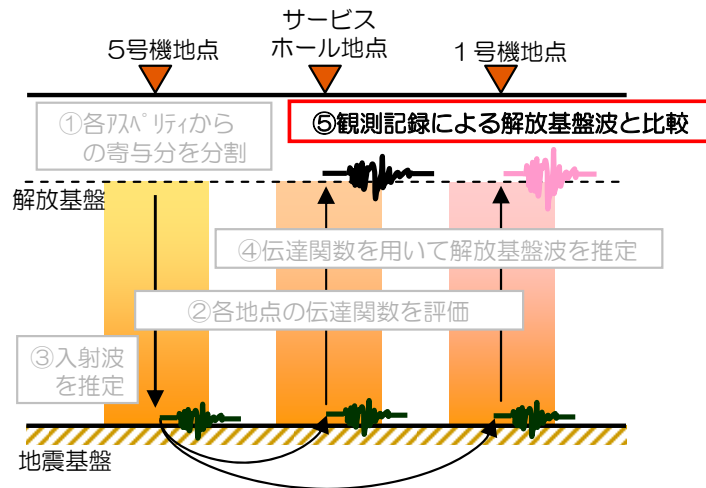 5号機地点
サービス
ホール地点
1号機地点
①各ｱｽﾍﾟﾘﾃｨから
の寄与分を分割
⑤観測記録による解放基盤波と比較
解放基盤
④伝達関数を用いて解放基盤波を推定
②各地点の伝達関数を評価
③入射波
を推定
地震基盤